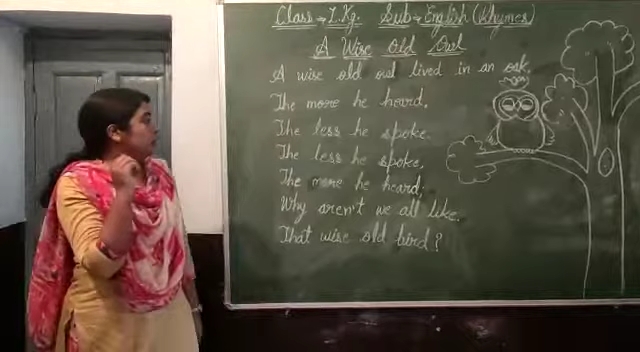 Class → L.Kg. Sub → English (Rhymes)
A Wise Old Owl
A wise old owl lived in an oak,
The more he heard,
The less he spoke.
The less he spoke,
The more he heard;
Why aren't we all like.
That wise old bird?